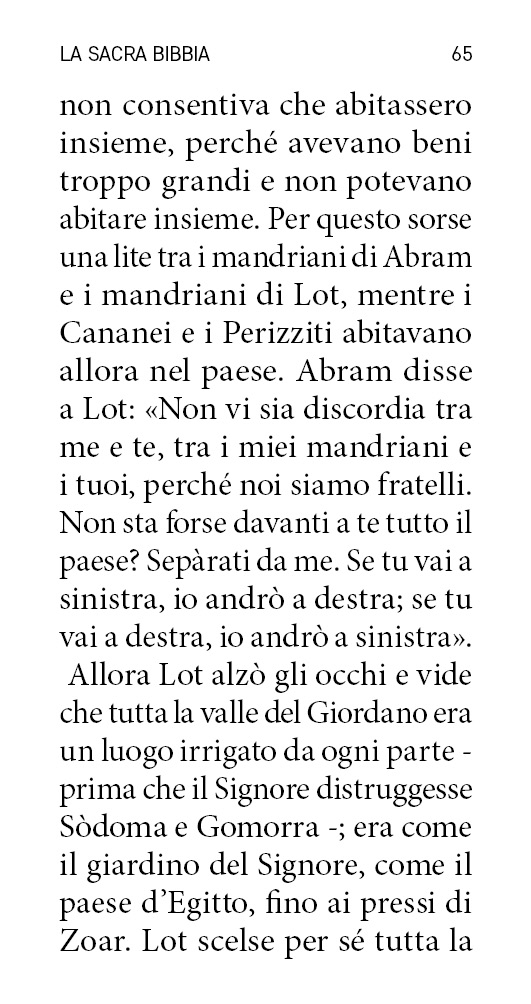 LA SACRA BIBBIA 65
non consentiva che abitassero
insieme, perché avevano beni
troppo grandi e non potevano
abitare insieme. Per questo sorse
una lite tra i mandriani di Abram
e i mandriani di Lot, mentre i
Cananei e i Perizziti abitavano
allora nel paese. Abram disse
a Lot: «Non vi sia discordia tra
me e te, tra i miei mandriani e
i tuoi, perché noi siamo fratelli.
Non sta forse davanti a te tutto il
paese? Sepàrati da me. Se tu vai a
sinistra, io andrò a destra; se tu
vai a destra, io andrò a sinistra».
Allora Lot alzò gli occhi e vide
che tutta la valle del Giordano era
un luogo irrigato da ogni parte -
prima che il Signore distruggesse
Sòdoma e Gomorra -; era come
il giardino del Signore, come il
paese d’Egitto, fino ai pressi di
Zoar. Lot scelse per sé tutta la